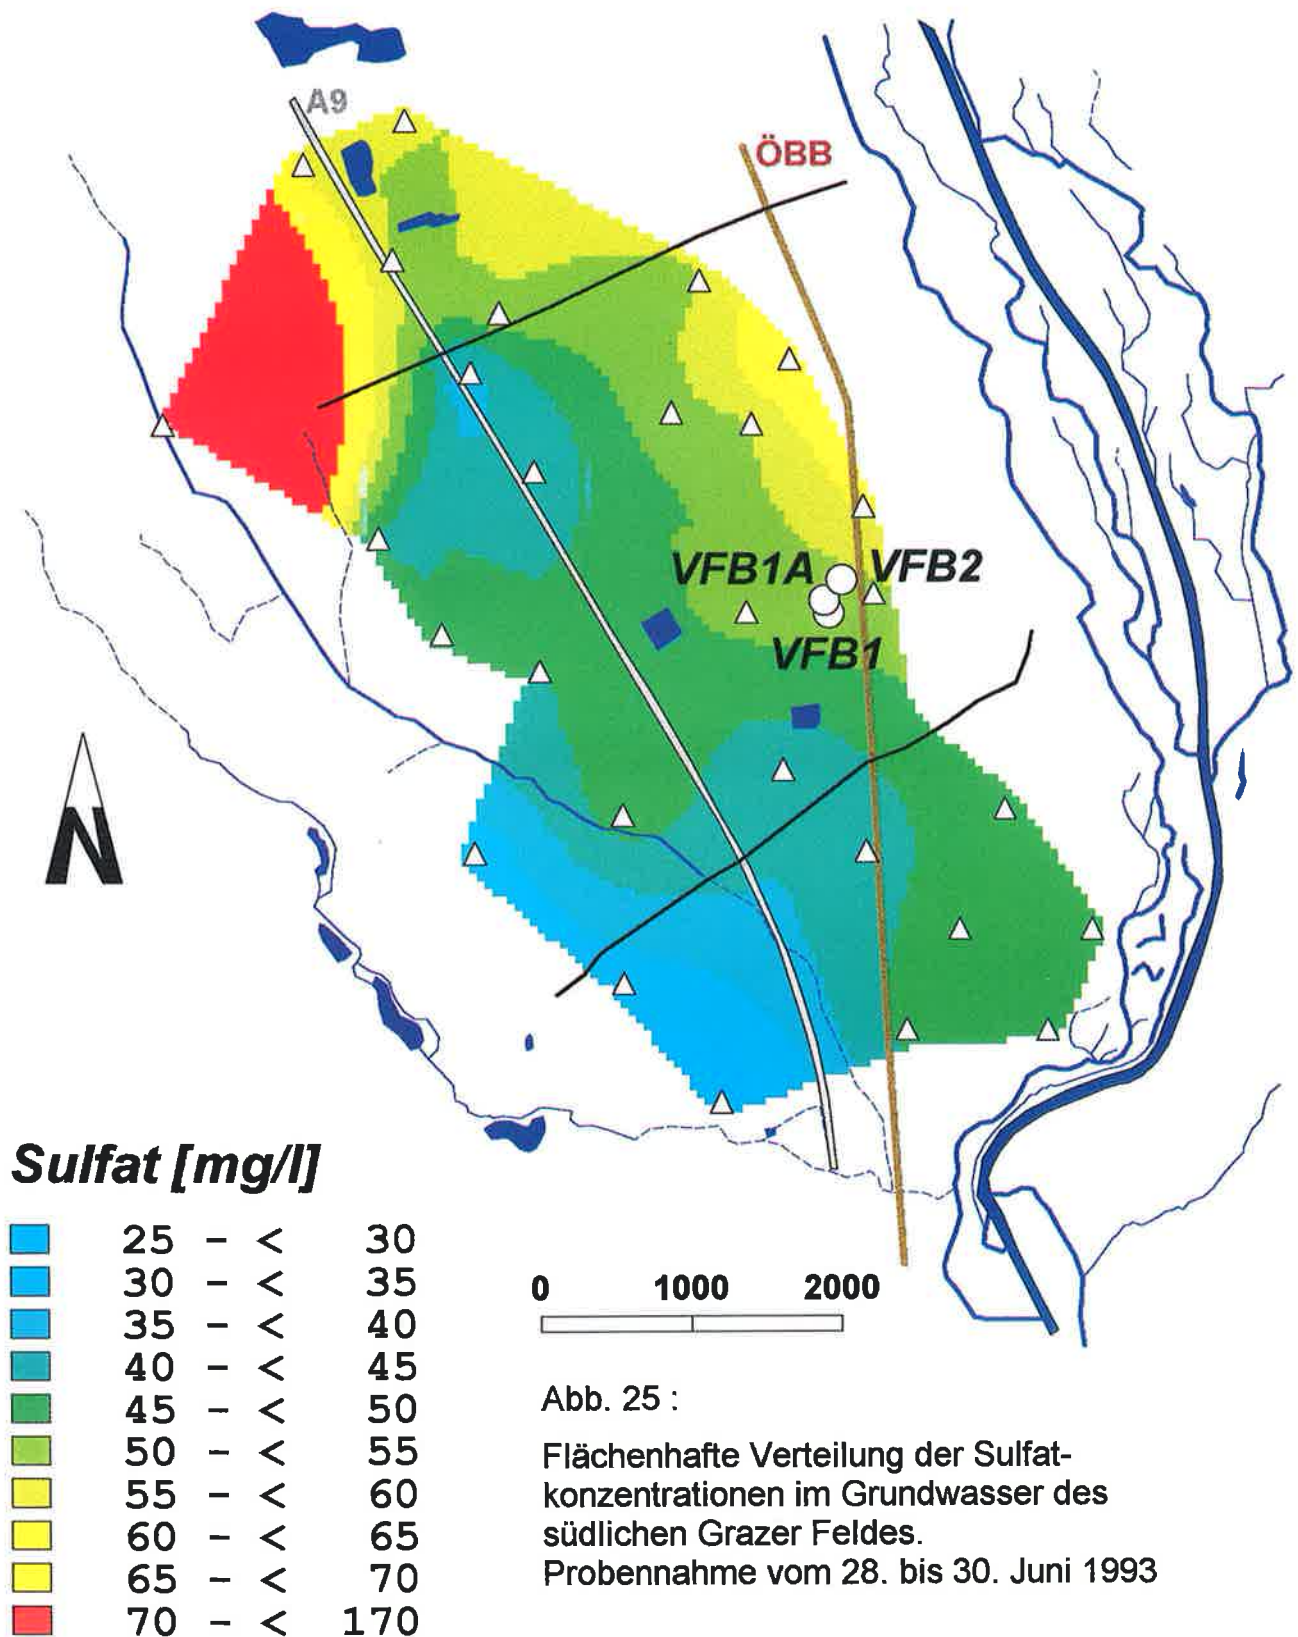 A9
ÖBB
VFB1A
VFB2
VFB1
N
Sulfat [mg/l]
25 - < 30
30 - < 35
35 - < 40
40 - < 45
45 - < 50
50 - < 55
55 - < 60
60 - < 65
65 - < 70
70 - < 170
0 1000 2000
Abb. 25 :
Flächenhafte Verteilung der Sulfat-
konzentrationen im Grundwasser des
südlichen Grazer Feldes.
Probennahme vom 28. bis 30. Juni 1993